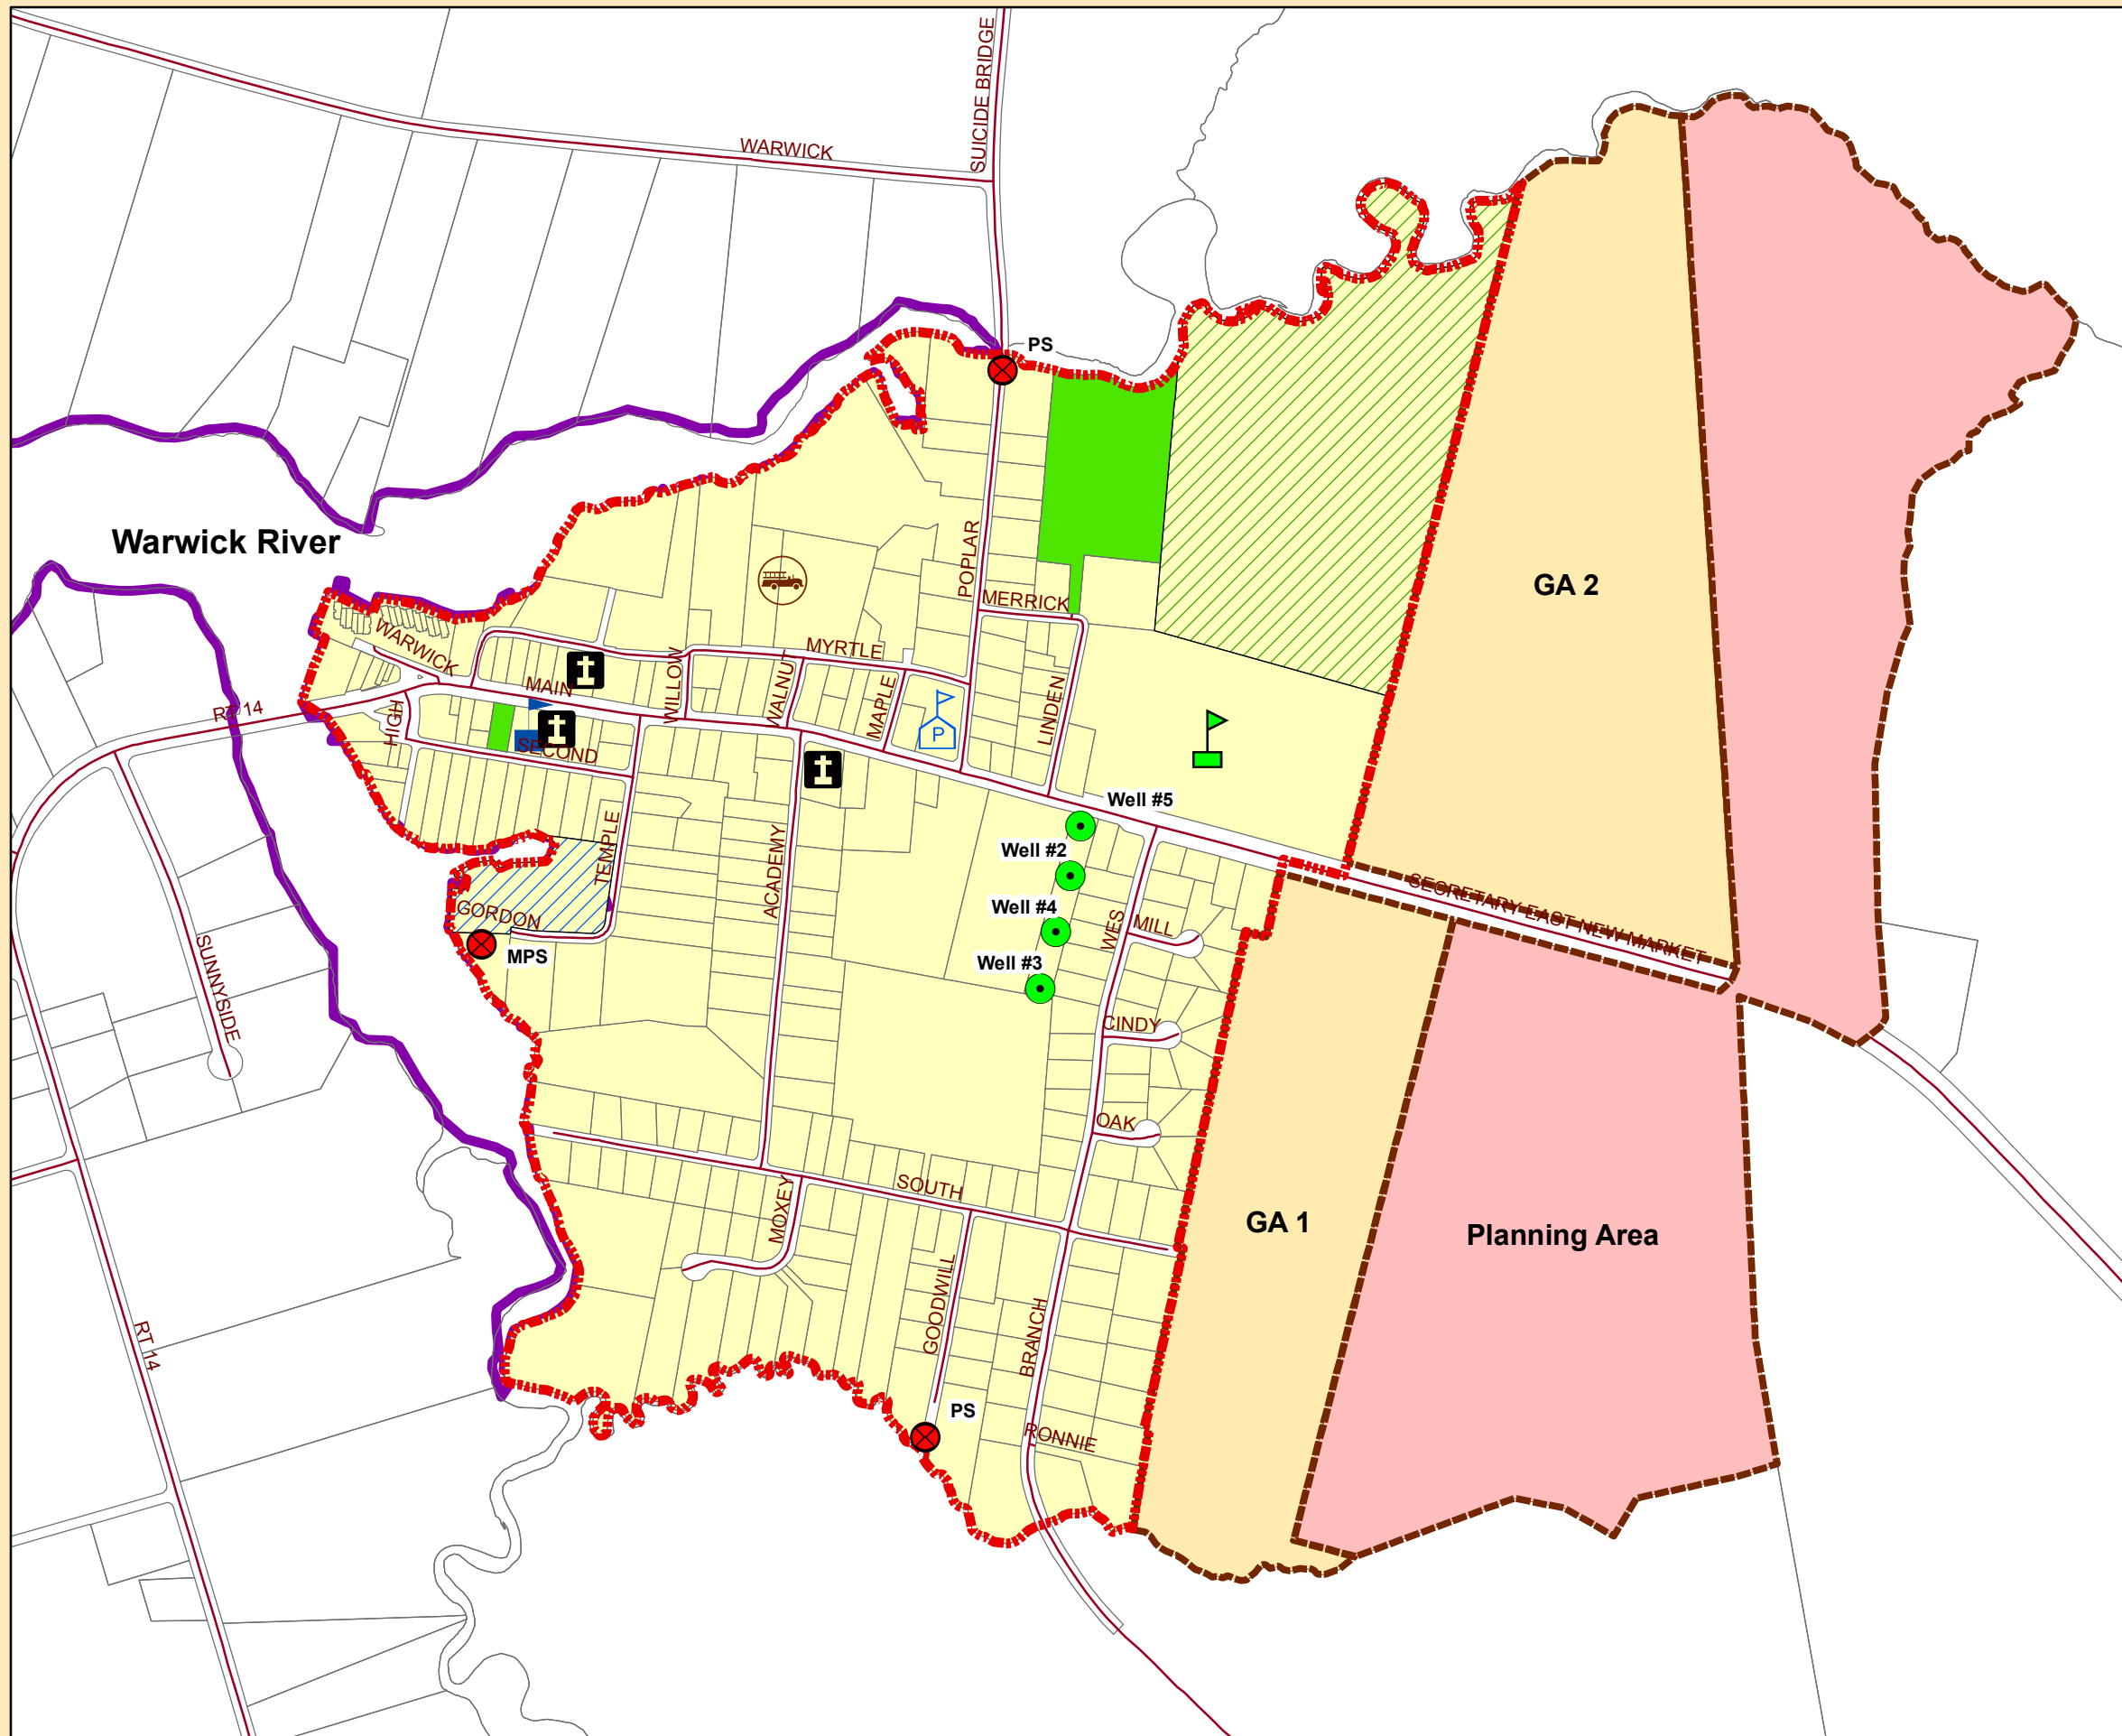 SUICIDE BRIDGE
WARWICK
PS
Warwick River
POPLAR
GA 2
MERRICK
WARWICK
MYRTLE
WILLOW
WALNUT
MAIN
MAPLE
LINDEN
RT 14
HIGH
P
SECOND
Well #5
TEMPLE
ACADEMY
Well #2
SECRETARY EAST NEW MARKET
Well #4
GORDON
WES
MILL
MPS
Well #3
SUNNYSIDE
CINDY
OAK
SOUTH
MOXEY
GA 1
Planning Area
GOODWILL
BRANCH
RT 14
PS
RONNIE